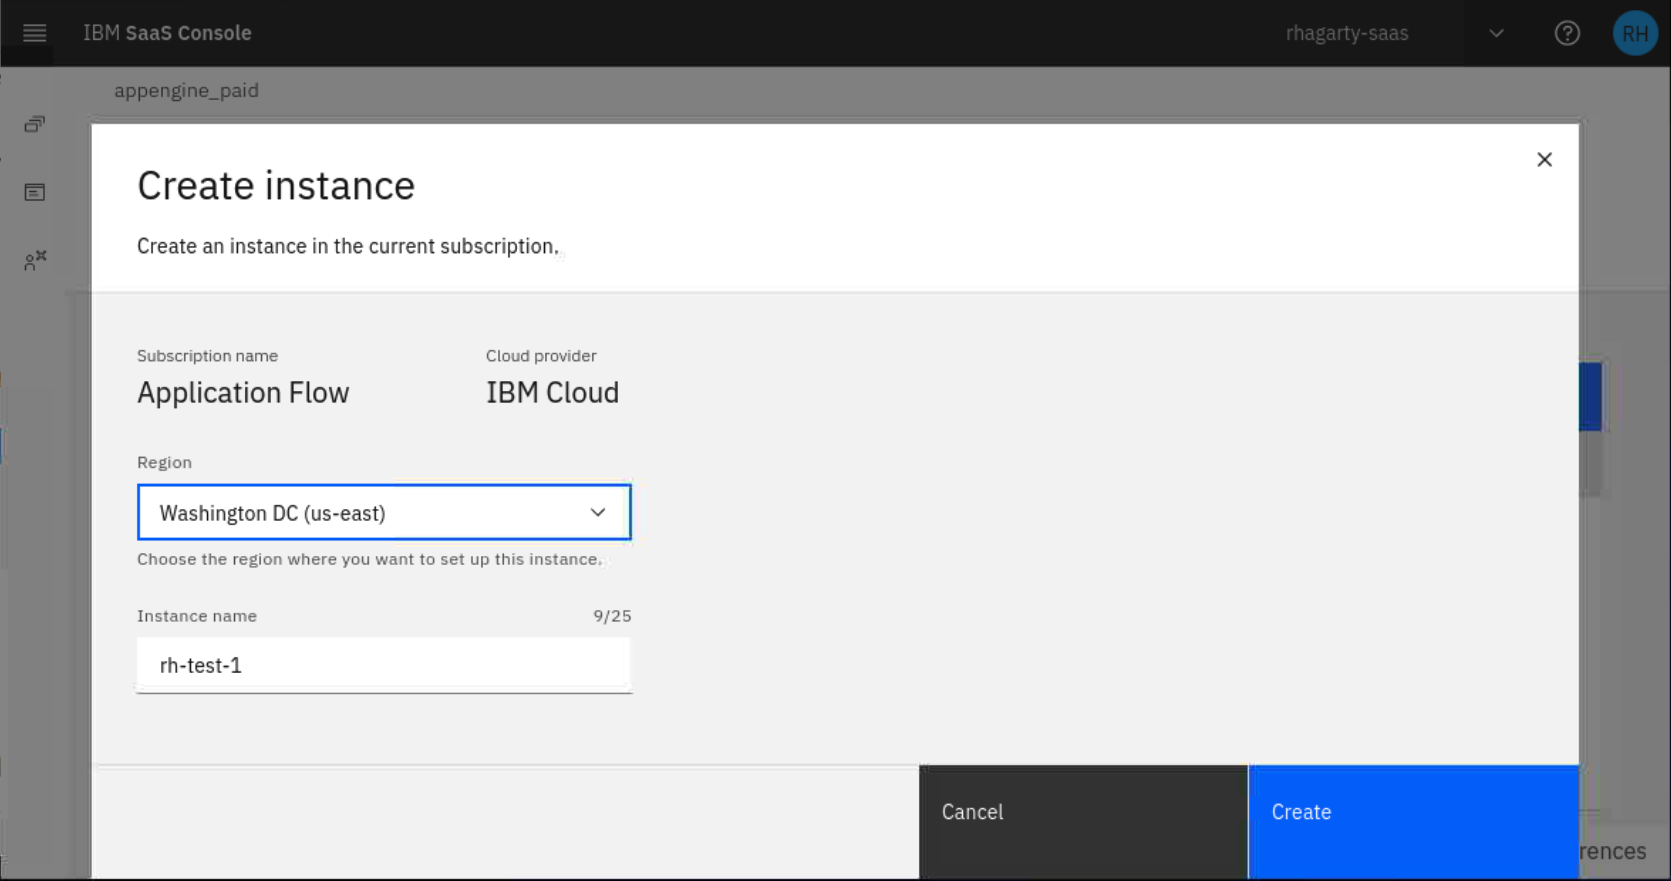 IBM SaaS Console
rhagarty-saas
RH
appengine_paid
Create instance
Create an instance in the current subscription.
Subscription name
Cloud provider
Application Flow
IBM Cloud
Region
Washington DC (us-east)
Choose the region where you want to set up this instance.
Instance name
9/25
rh-test-1
Cancel
Create
rences